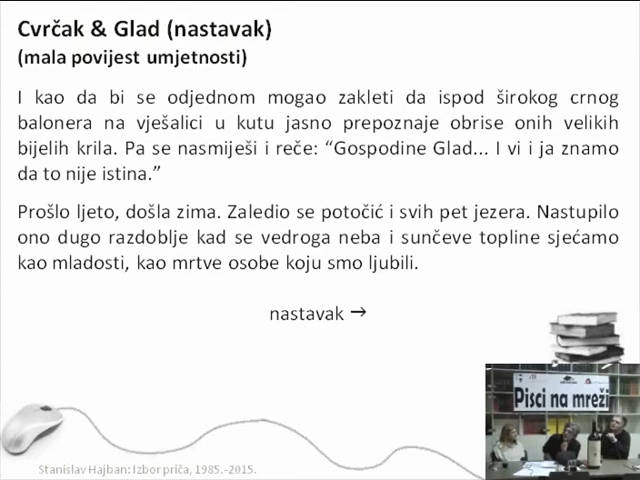 Cvrčak & Glad (nastavak)
(mala povijest umjetnosti)
I kao da bi se odjednom mogao zakleti da ispod širokog crnog
balonera na vješalici u kutu jasno prepoznaje obrise onih velikih
bijelih krila. Pa se nasmiješi i reče: “Gospodine Glad... I vi i ja znamo
da to nije istina.”
Prošlo ljeto, došla zima. Zaledio se potočić i svih pet jezera. Nastupilo
ono dugo razdoblje kad se vedroga neba i sunčeve topline sjećamo
kao mladosti, kao mrtve osobe koju smo ljubili.
nastavak →
Pisci na mreži
Stanislav Hajban: Izbor priča, 1985.-2015.